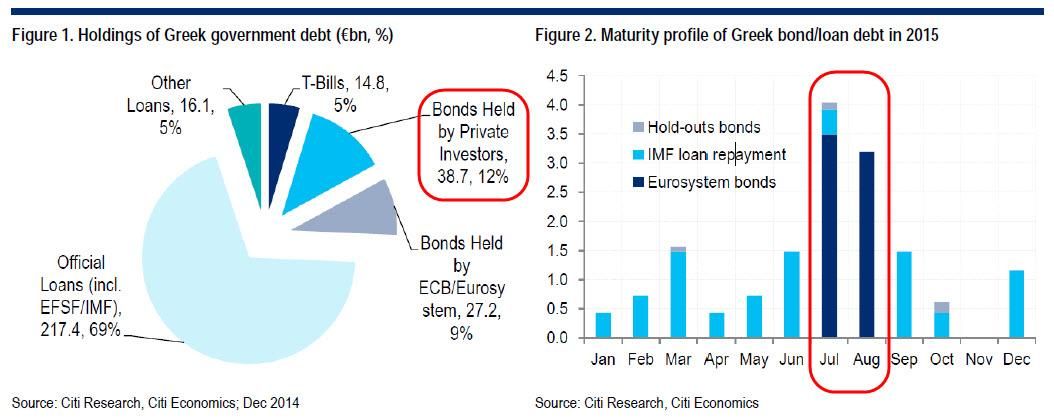 Figure 1. Holdings of Greek government debt (€bn, %)
Other
Loans, 16.1,
5%
T-Bills, 14.8,
5%
Bonds Held
by Private
Investors,
38.7, 12%
Bonds Held
by
ECB/Eurosy
stem, 27.2,
9%
Official
Loans (incl.
EFSF/IMF),
217.4, 69%
Source: Citi Research, Citi Economics; Dec 2014
Figure 2. Maturity profile of Greek bond/loan debt in 2015
4.5
4.0
3.5
3.0
2.5
2.0
1.5
1.0
0.5
0.0
Hold-outs bonds
IMF loan repayment
Eurosystem bonds
Jan Feb Mar Apr May Jun Jul Aug Sep Oct Nov Dec
Source: Citi Research, Citi Economics